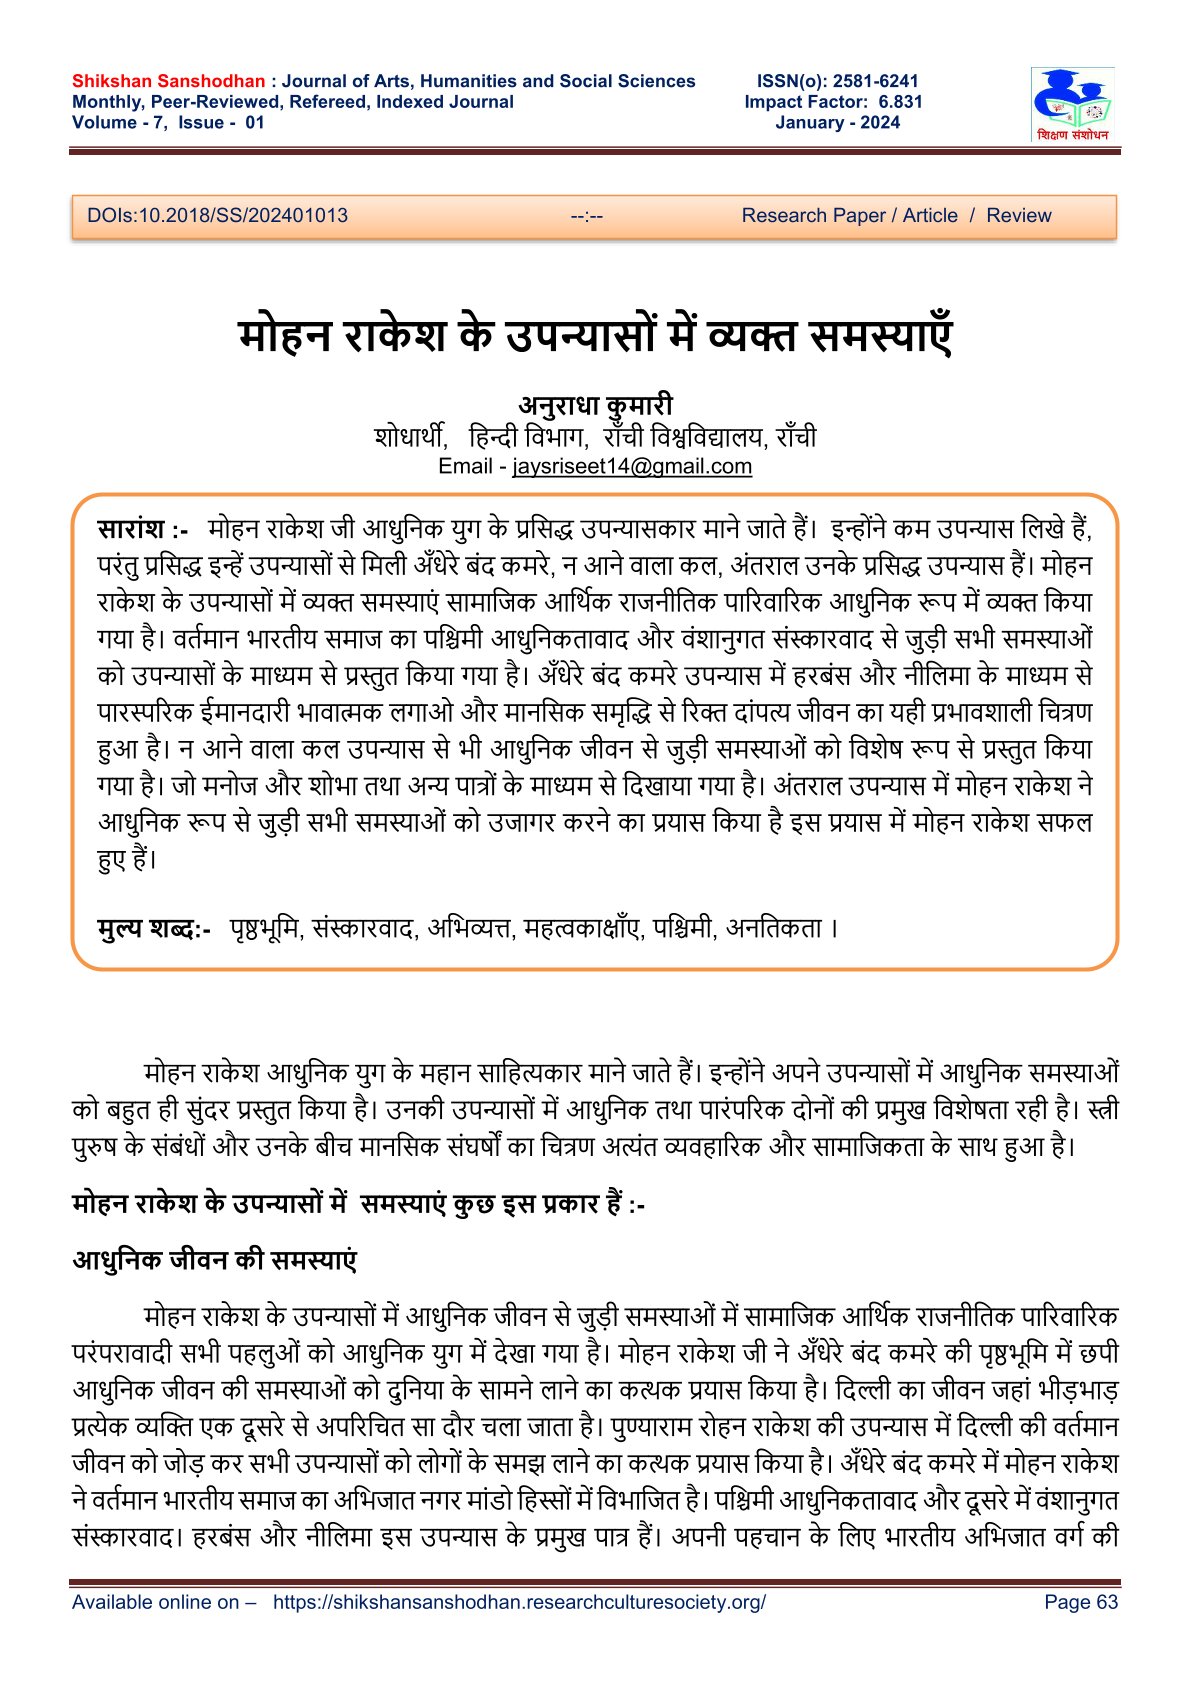 Shikshan Sanshodhan : Journal of Arts, Humanities and Social Sciences ISSN(o): 2581-6241
Monthly, Peer-Reviewed, Refereed, Indexed Journal Impact Factor: 6.831
Volume - 7, Issue - 01 January - 2024
शिक्षण संशोधन
DOIs:10.2018/SS/202401013 --:-- Research Paper / Article / Review
मोहन राकेश के उपन्यासों में व्यक्त समस्याएँ
अनुराधा कुमारी
शोधार्थी, हिन्दी विभाग, राँची विश्वविद्यालय, राँची
Email - jaysriseet14@gmail.com
सारांश :- मोहन राकेश जी आधुनिक युग के प्रसिद्ध उपन्यासकार माने जाते हैं। इन्होंने कम उपन्यास लिखे हैं,
परंतु प्रसिद्ध इन्हें उपन्यासों से मिली अँधेरे बंद कमरे, न आने वाला कल, अंतराल उनके प्रसिद्ध उपन्यास हैं। मोहन
राकेश के उपन्यासों में व्यक्त समस्याएं सामाजिक आर्थिक राजनीतिक पारिवारिक आधुनिक रूप में व्यक्त किया
गया है। वर्तमान भारतीय समाज का पश्चिमी आधुनिकतावाद और वंशानुगत संस्कारवाद से जुड़ी सभी समस्याओं
को उपन्यासों के माध्यम से प्रस्तुत किया गया है। अँधेरे बंद कमरे उपन्यास में हरबंस और नीलिमा के माध्यम से
पारस्परिक ईमानदारी भावात्मक लगाओ और मानसिक समृद्धि से रिक्त दांपत्य जीवन का यही प्रभावशाली चित्रण
हुआ है। न आने वाला कल उपन्यास से भी आधुनिक जीवन से जुड़ी समस्याओं को विशेष रूप से प्रस्तुत किया
गया है। जो मनोज और शोभा तथा अन्य पात्रों के माध्यम से दिखाया गया है। अंतराल उपन्यास में मोहन राकेश ने
आधुनिक रूप से जुड़ी सभी समस्याओं को उजागर करने का प्रयास किया है इस प्रयास में मोहन राकेश सफल
हुए हैं।
मुल्य शब्द:- पृष्ठभूमि, संस्कारवाद, अभिव्यत्त, महत्वकाक्षाँए, पश्चिमी, अनतिकता ।
मोहन राकेश आधुनिक युग के महान साहित्यकार माने जाते हैं। इन्होंने अपने उपन्यासों में आधुनिक समस्याओं
को बहुत ही सुंदर प्रस्तुत किया है। उनकी उपन्यासों में आधुनिक तथा पारंपरिक दोनों की प्रमुख विशेषता रही है। स्त्री
पुरुष के संबंधों और उनके बीच मानसिक संघर्षों का चित्रण अत्यंत व्यवहारिक और सामाजिकता के साथ हुआ है।
मोहन राकेश के उपन्यासों में समस्याएं कुछ इस प्रकार हैं :-
आधुनिक जीवन की समस्याएं
मोहन राकेश के उपन्यासों में आधुनिक जीवन से जुड़ी समस्याओं में सामाजिक आर्थिक राजनीतिक पारिवारिक
परंपरावादी सभी पहलुओं को आधुनिक युग में देखा गया है। मोहन राकेश जी ने अँधेरे बंद कमरे की पृष्ठभूमि में छपी
आधुनिक जीवन की समस्याओं को दुनिया के सामने लाने का कत्थक प्रयास किया है। दिल्ली का जीवन जहां भीड़भाड़
प्रत्येक व्यक्ति एक दूसरे से अपरिचित सा दौर चला जाता है। पुण्याराम रोहन राकेश की उपन्यास में दिल्ली की वर्तमान
जीवन को जोड़ कर सभी उपन्यासों को लोगों के समझ लाने का कत्थक प्रयास किया है। अँधेरे बंद कमरे में मोहन राकेश
ने वर्तमान भारतीय समाज का अभिजात नगर मांडो हिस्सों में विभाजित है। पश्चिमी आधुनिकतावाद और दूसरे में वंशानुगत
संस्कारवाद। हरबंस और नीलिमा इस उपन्यास के प्रमुख पात्र हैं। अपनी पहचान के लिए भारतीय अभिजात वर्ग की
Available online on – https://shikshansanshodhan.researchculturesociety.org/ Page 63